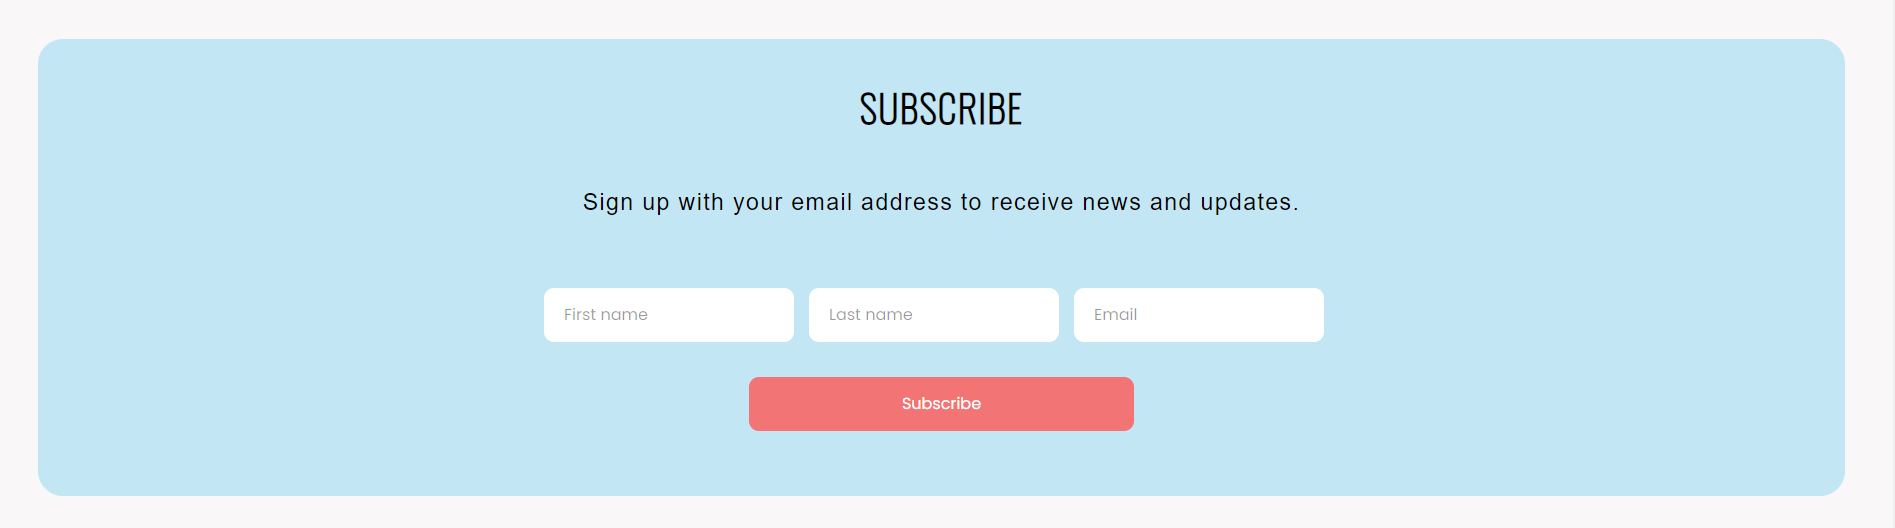 SUBSCRIBE
Sign up with your email address to receive news and updates.
First name Last name Email
Subscribe